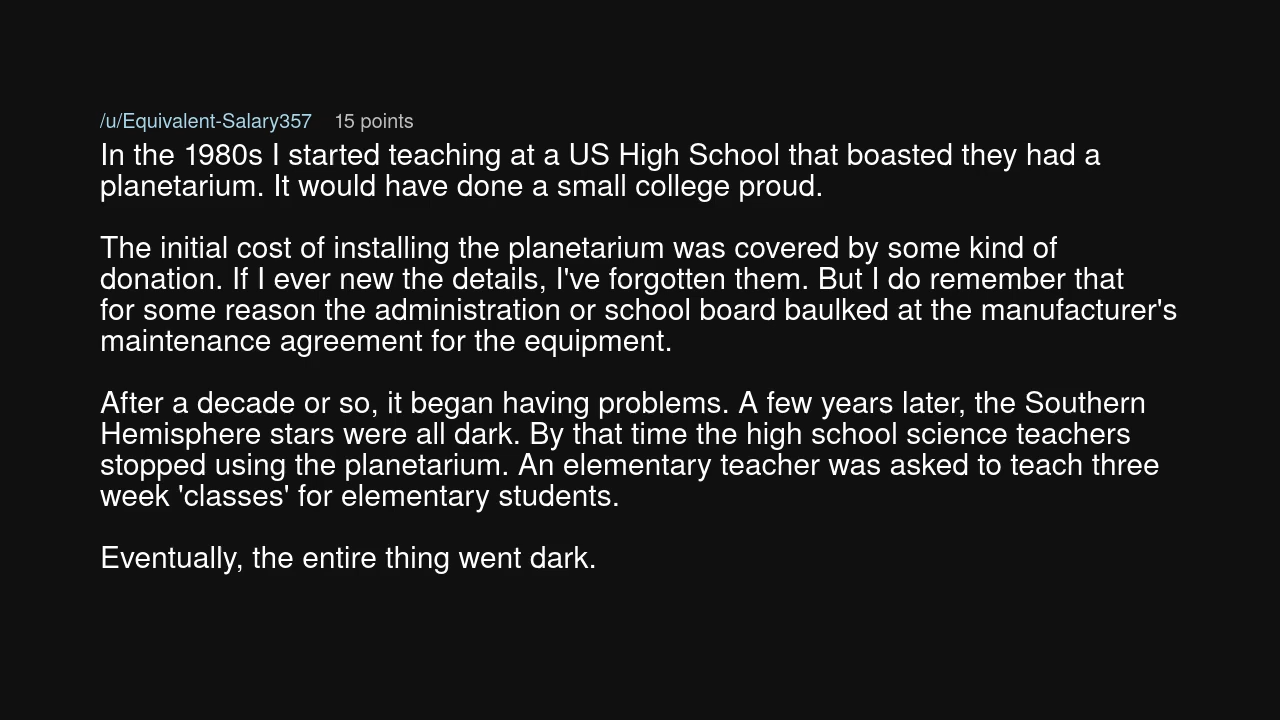 /u/Equivalent-Salary357 15 points
In the 1980s I started teaching at a US High School that boasted they had a
planetarium. It would have done a small college proud.
The initial cost of installing the planetarium was covered by some kind of
donation. If I ever new the details, I've forgotten them. But I do remember that
for some reason the administration or school board baulked at the manufacturer's
maintenance agreement for the equipment.
After a decade or so, it began having problems. A few years later, the Southern
Hemisphere stars were all dark. By that time the high school science teachers
stopped using the planetarium. An elementary teacher was asked to teach three
week 'classes' for elementary students.
Eventually, the entire thing went dark.